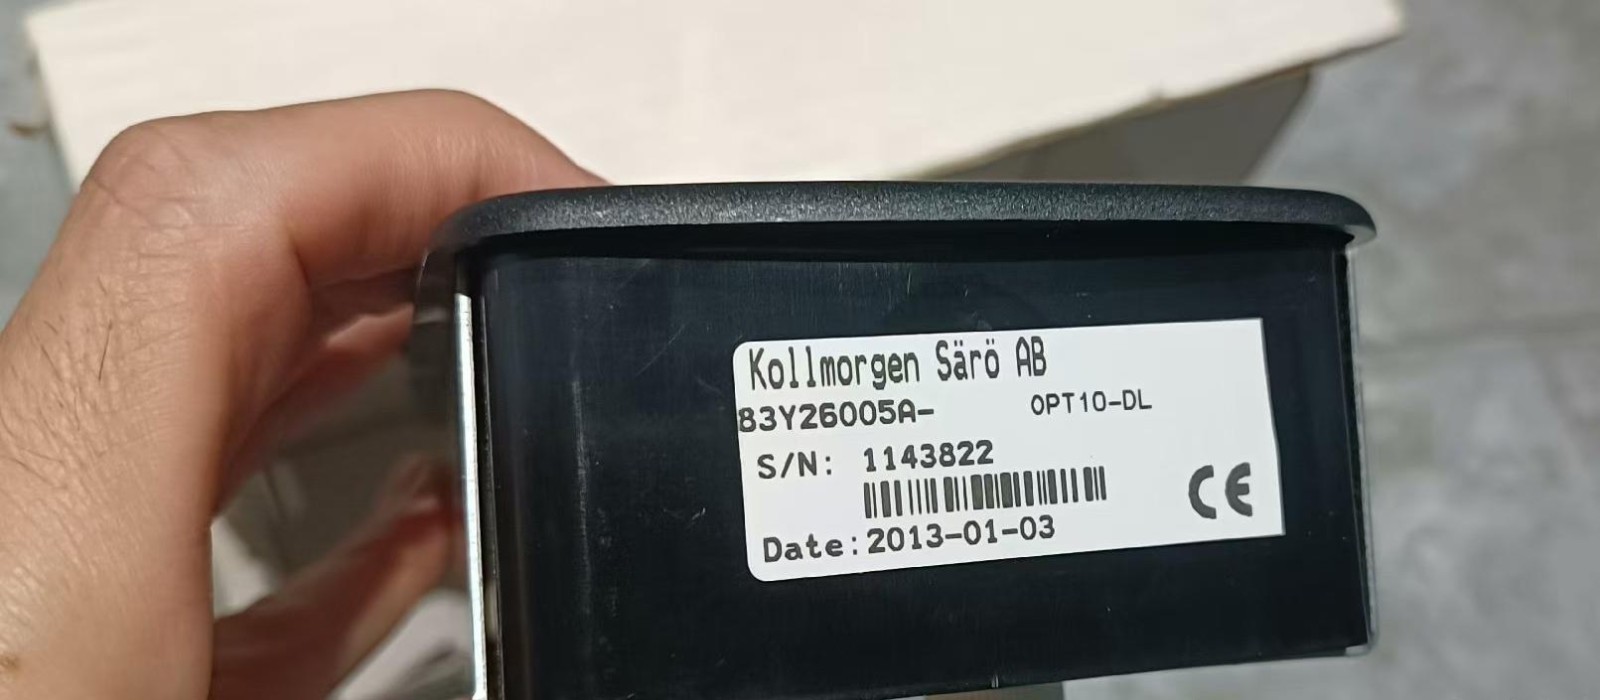 Kollmorgen Särö AB
83Y26005A- OPT10-DL
S/N: 1143822
Date:2013-01-03
CE